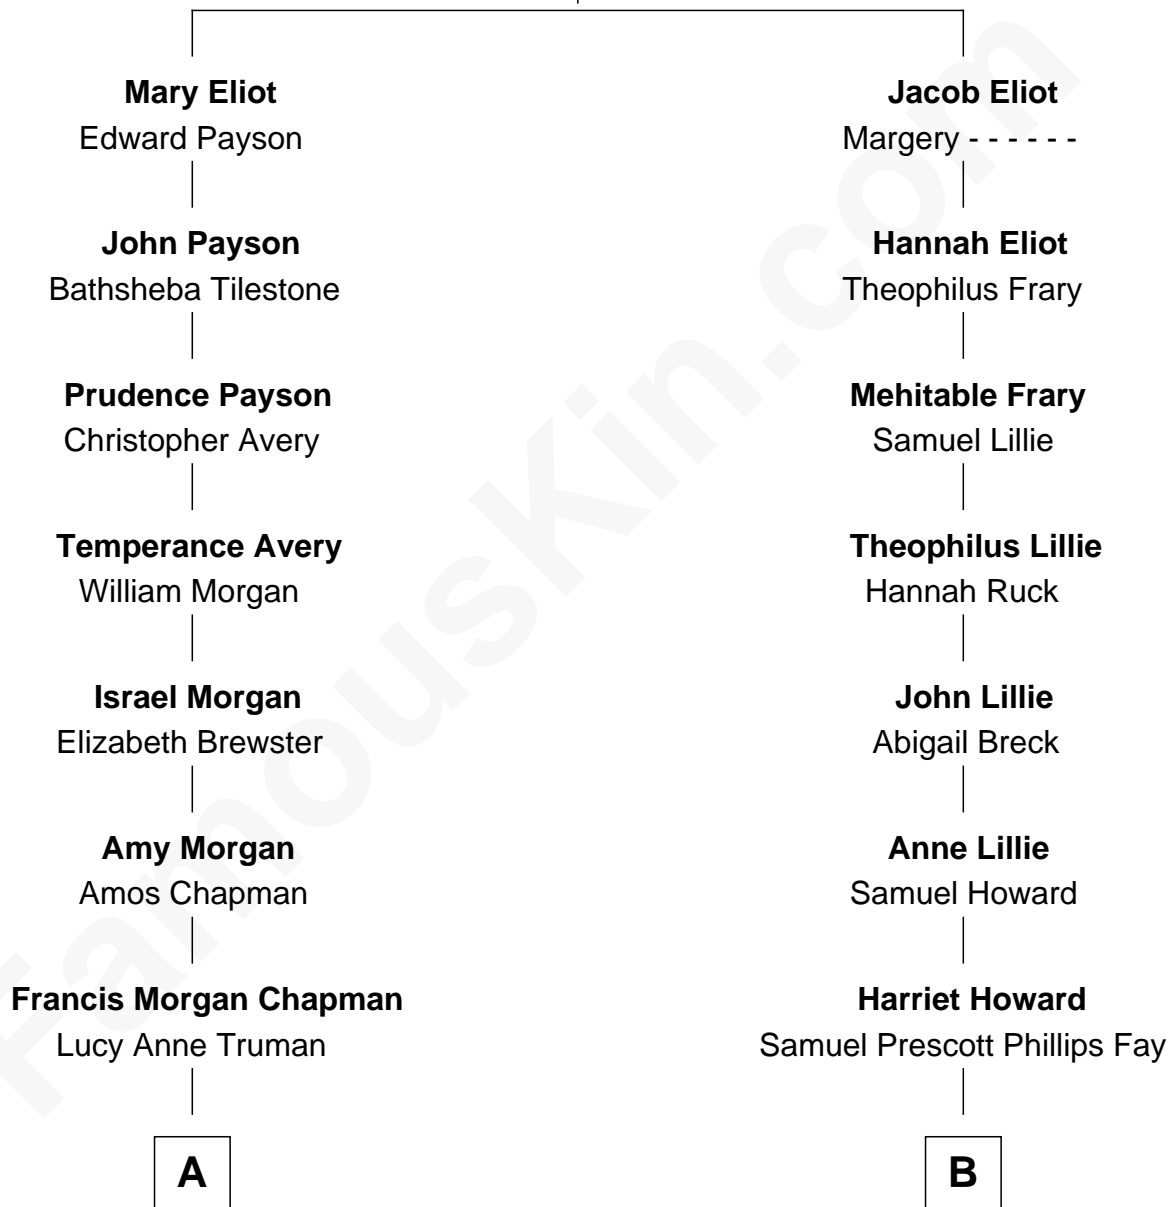 Mary Eliot
Edward Payson
John Payson
Bathsheba Tilestone
Prudence Payson
Christopher Avery
Temperance Avery
William Morgan
Israel Morgan
Elizabeth Brewster
Amy Morgan
Amos Chapman
Francis Morgan Chapman
Lucy Anne Truman
A
Jacob Eliot
Margery - - - - - -
Hannah Eliot
Theophilus Frary
Mehitable Frary
Samuel Lillie
Theophilus Lillie
Hannah Ruck
John Lillie
Abigail Breck
Anne Lillie
Samuel Howard
Harriet Howard
Samuel Prescott Phillips Fay
B
FamousKin.com